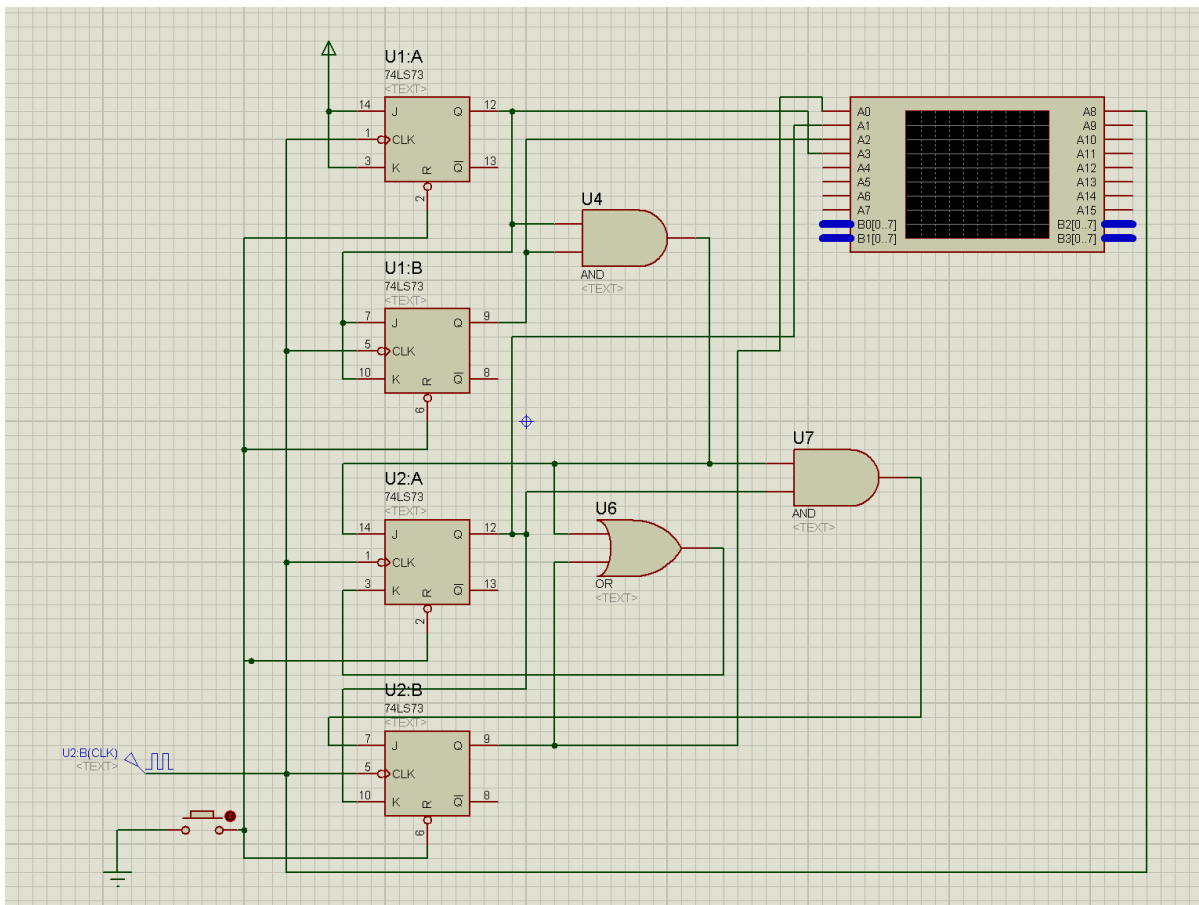 U1:A
74LS73
<TEXT>
14 J Q 12
1 CLK
3 K R Q 13
2
A0 A8
A1 A9
A2 A10
A3 A11
A4 A12
A5 A13
A6 A14
A7 A15
B0[0..7] B2[0..7]
B1[0..7] B3[0..7]
U4
AND
<TEXT>
U1:B
74LS73
<TEXT>
7 J Q 9
5 CLK
10 K R Q 8
6
U7
AND
<TEXT>
U2:A
74LS73
<TEXT>
14 J Q 12
1 CLK
3 K R Q 13
2
U6
OR
<TEXT>
U2:B
74LS73
<TEXT>
7 J Q 9
5 CLK
10 K R Q 8
6
U2:B(CLK)
<TEXT>